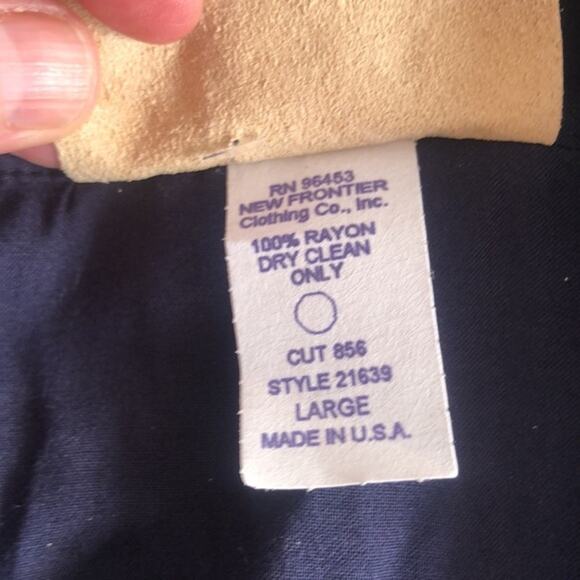 RN 96453
NEW FRONTIER
Clothing Co., Inc.
100% RAYON
DRY CLEAN
ONLY
CUT 856
STYLE 21639
LARGE
MADE IN U.S.A.